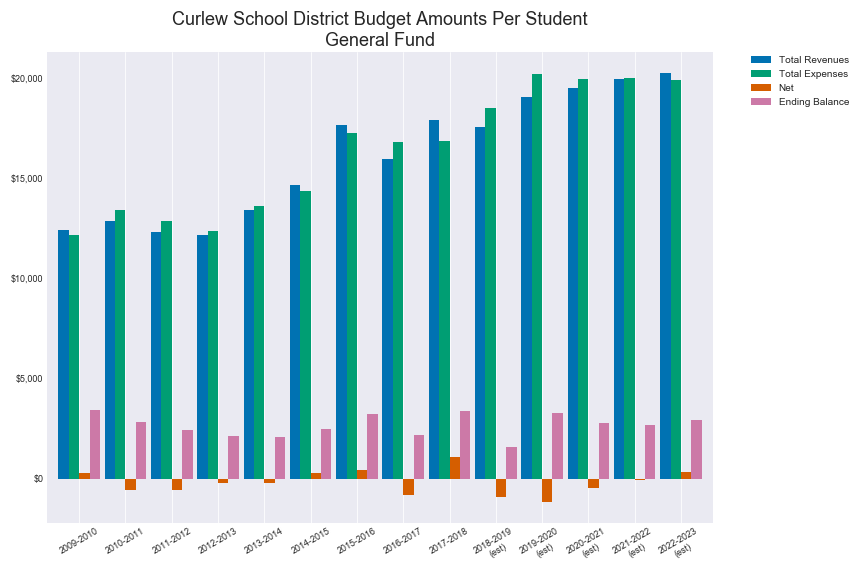 Curlew School District Budget Amounts Per Student
General Fund
Total Revenues
Total Expenses
Net
Ending Balance
$20,000
$15,000
$10,000
$5,000
$0
2009-2010
2010-2011
2011-2012
2012-2013
2013-2014
2014-2015
2015-2016
2016-2017
2017-2018
2018-2019
(est)
2019-2020
(est)
2020-2021
(est)
2021-2022
(est)
2022-2023
(est)